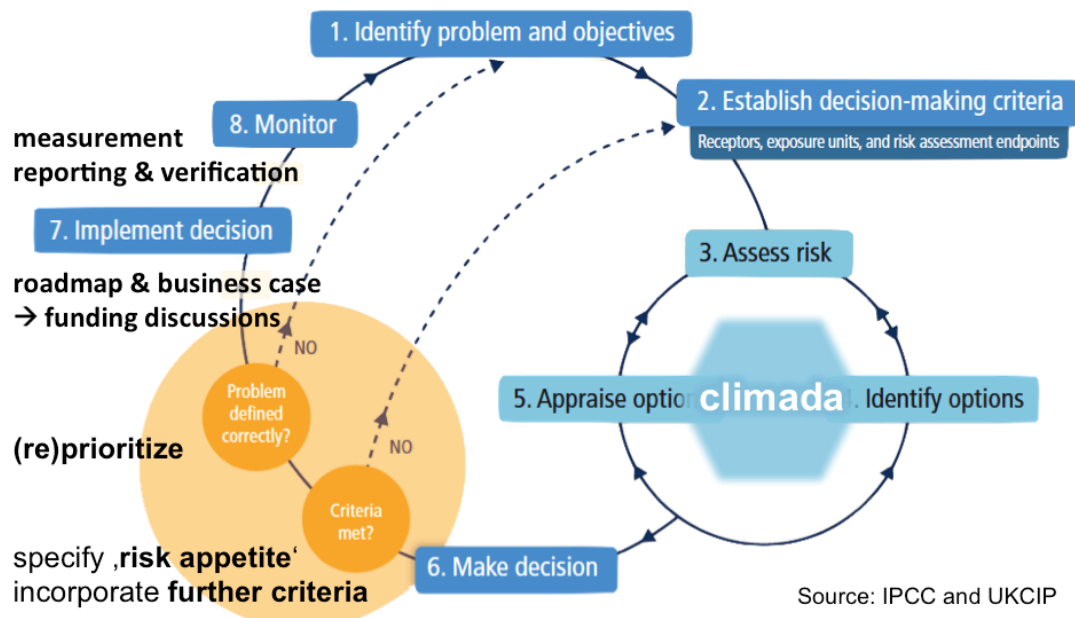 1. Identify problem and objectives
2. Establish decision-making criteria
Receptors, exposure units, and risk assessment endpoints
8. Monitor
measurement
reporting & verification
7. Implement decision
3. Assess risk
roadmap & business case
→ funding discussions
NO
Problem
defined
correctly?
5. Appraise option
climada
4. Identify options
(re)prioritize
NO
Criteria
met?
specify ‚risk appetite‘
incorporate further criteria
6. Make decision
Source: IPCC and UKCIP